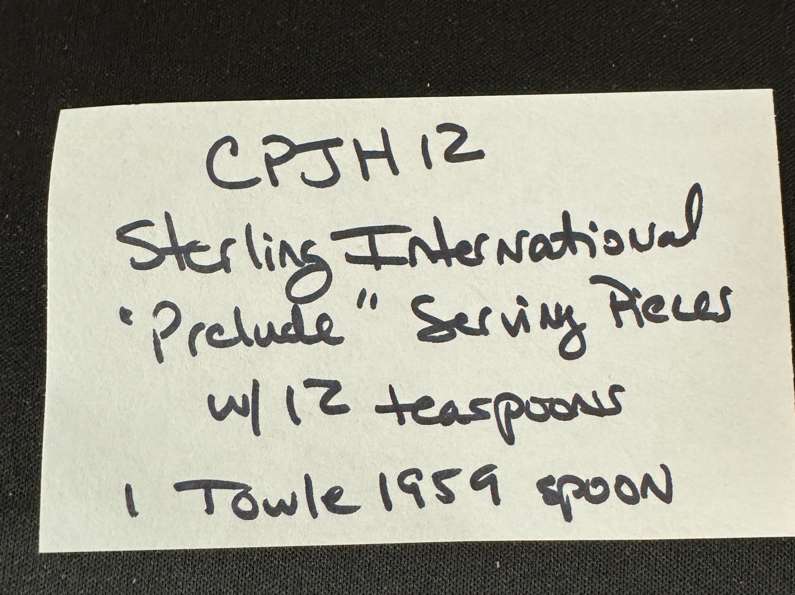 CPJH12
Sterling International
"Prelude" Serving Pieces
w/ 12 teaspoons
1 Towle 1959 spoon